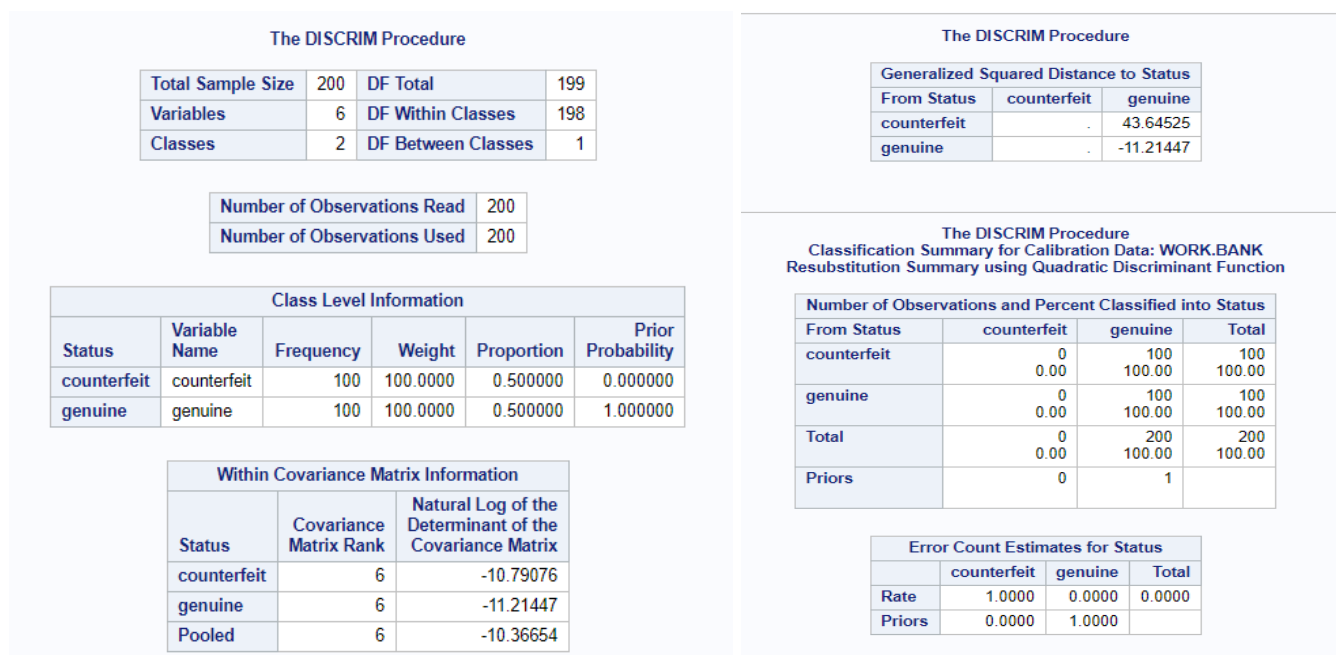 The DISCRIM Procedure
Total Sample Size 200 DF Total 199
Variables 6 DF Within Classes 198
Classes 2 DF Between Classes 1
Number of Observations Read 200
Number of Observations Used 200
Class Level Information
Status Variable Name Frequency Weight Proportion Prior Probability
counterfeit counterfeit 100 100.0000 0.500000 0.000000
genuine genuine 100 100.0000 0.500000 1.000000
Within Covariance Matrix Information
Status Covariance Matrix Rank Natural Log of the Determinant of the Covariance Matrix
counterfeit 6 -10.79076
genuine 6 -11.21447
Pooled 6 -10.36654
The DISCRIM Procedure
Generalized Squared Distance to Status
From Status counterfeit genuine
counterfeit . 43.64525
genuine . -11.21447
The DISCRIM Procedure
Classification Summary for Calibration Data: WORK.BANK
Resubstitution Summary using Quadratic Discriminant Function
Number of Observations and Percent Classified into Status
From Status counterfeit genuine Total
counterfeit 0 100 100
0.00 100.00 100.00
genuine 0 100 100
0.00 100.00 100.00
Total 0 200 200
0.00 100.00 100.00
Priors 0 1
Error Count Estimates for Status
counterfeit genuine Total
Rate 1.0000 0.0000 0.0000
Priors 0.0000 1.0000